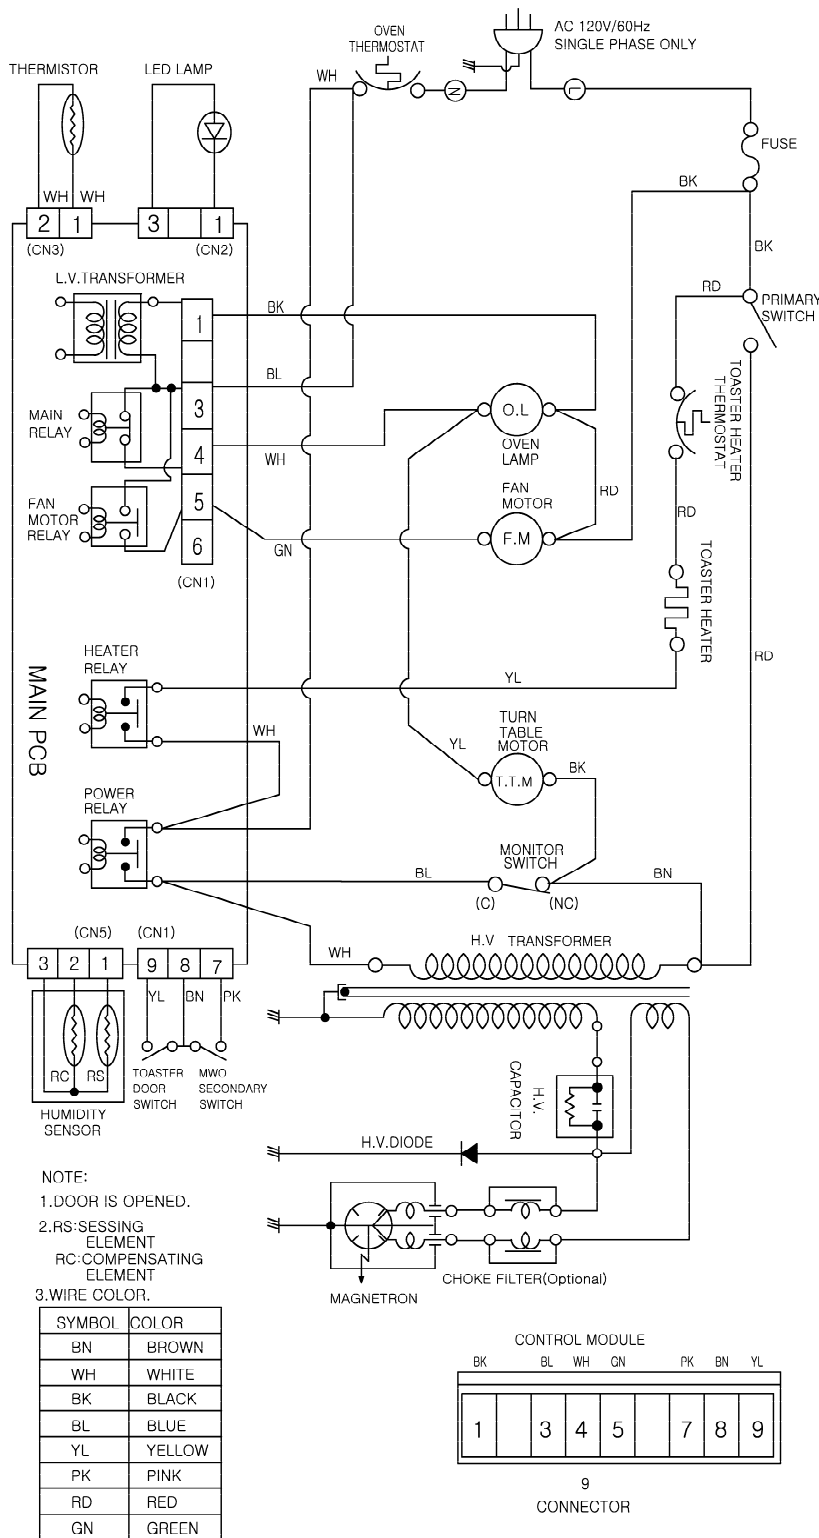 AC 120V/60Hz
SINGLE PHASE ONLY
OVEN
THERMOSTAT
THERMISTOR
LED LAMP
WH
N
L
FUSE
BK
WH
WH
2
1
3
1
(CN3)
(CN2)
BK
L.V.TRANSFORMER
RD
PRIMARY
SWITCH
1
BK
BL
3
MAIN
RELAY
O.L
OVEN
LAMP
TOASTER HEATER
THERMOSTAT
4
WH
FAN
MOTOR
RELAY
5
FAN
MOTOR
F.M
RD
RD
GN
6
(CN1)
TCASTER HEATER
HEATER
RELAY
MAIN PCB
YL
RD
WH
TURN
TABLE
MOTOR
YL
T.T.M
BK
POWER
RELAY
MONITOR
SWITCH
BL
BN
(C)
(NC)
(CN5)
(CN1)
WH
H.V TRANSFORMER
3
2
1
9
8
7
YL
BN
PK
RC
RS
TOASTER
DOOR
SWITCH
MWO
SECONDARY
SWITCH
HUMIDITY
SENSOR
H.V.
CAPACITCR
H.V.DIODE
NOTE:
1.DOOR IS OPENED.
2.RS:SESSING
ELEMENT
RC:COMPENSATING
ELEMENT
3.WIRE COLOR.
MAGNETRON
CHOKE FILTER(Optional)
SYMBOL COLOR
BN BROWN
WH WHITE
BK BLACK
BL BLUE
YL YELLOW
PK PINK
RD RED
GN GREEN
CONTROL MODULE
BK BL WH GN PK BN YL
1 3 4 5 7 8 9
9
CONNECTOR